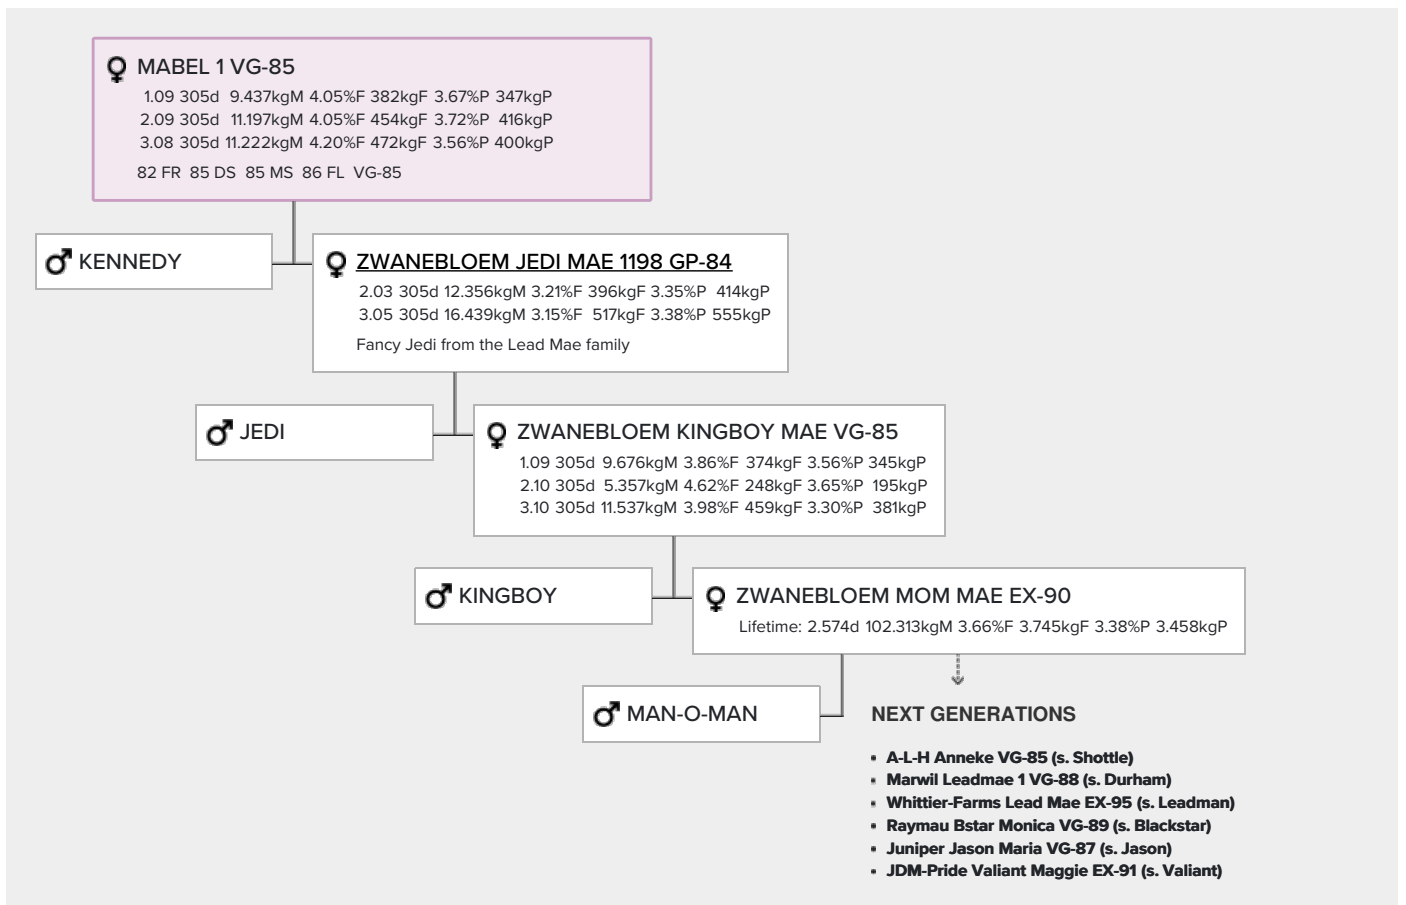 MABEL 1 VG-85
1.09 305d 9.437kgM 4.05%F 382kgF 3.67%P 347kgP
2.09 305d 11.197kgM 4.05%F 454kgF 3.72%P 416kgP
3.08 305d 11.222kgM 4.20%F 472kgF 3.56%P 400kgP
82 FR 85 DS 85 MS 86 FL VG-85
KENNEDY
ZWANEBLOEM JEDI MAE 1198 GP-84
2.03 305d 12.356kgM 3.21%F 396kgF 3.35%P 414kgP
3.05 305d 16.439kgM 3.15%F 517kgF 3.38%P 555kgP
Fancy Jedi from the Lead Mae family
JEDI
ZWANEBLOEM KINGBOY MAE VG-85
1.09 305d 9.676kgM 3.86%F 374kgF 3.56%P 345kgP
2.10 305d 5.357kgM 4.62%F 248kgF 3.65%P 195kgP
3.10 305d 11.537kgM 3.98%F 459kgF 3.30%P 381kgP
KINGBOY
ZWANEBLOEM MOM MAE EX-90
Lifetime: 2.574d 102.313kgM 3.66%F 3.745kgF 3.38%P 3.458kgP
MAN-O-MAN
NEXT GENERATIONS
• A-L-H Anneke VG-85 (s. Shottle)
• Marwil Leadmae 1 VG-88 (s. Durham)
• Whittier-Farms Lead Mae EX-95 (s. Leadman)
• Raymau Bstar Monica VG-89 (s. Blackstar)
• Juniper Jason Maria VG-87 (s. Jason)
• JDM-Pride Valiant Maggie EX-91 (s. Valiant)